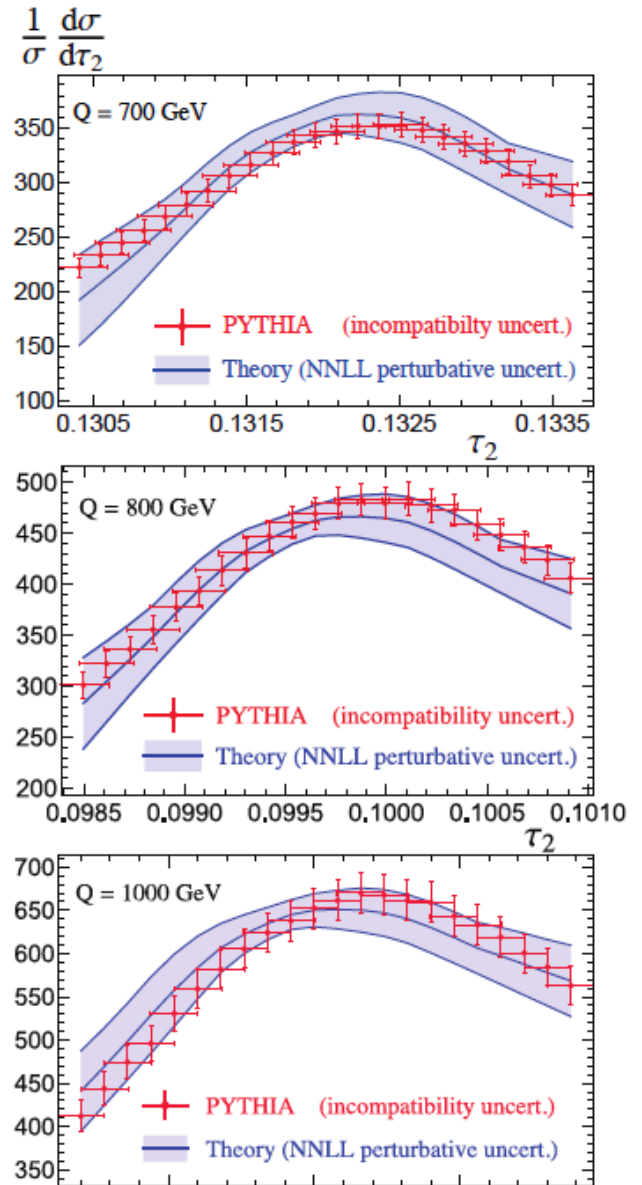 1/σ dσ/dτ₂
Q = 700 GeV
350
300
250
200
150
100
PYTHIA (incompatibilty uncert.)
Theory (NNLL perturbative uncert.)
0.1305 0.1315 0.1325 0.1335
τ₂
500
Q = 800 GeV
450
400
350
300
250
200
PYTHIA (incompatibility uncert.)
Theory (NNLL perturbative uncert.)
0.0985 0.0990 0.0995 0.1000 0.1005 0.1010
τ₂
700
Q = 1000 GeV
650
600
550
500
450
400
350
PYTHIA (incompatibility uncert.)
Theory (NNLL perturbative uncert.)